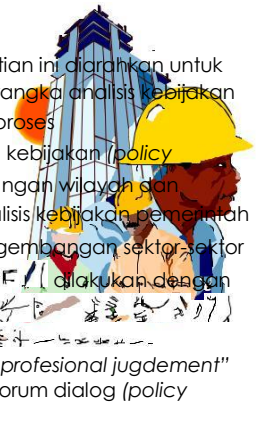 tian ini diarahkan untuk
angka analisis kebijakan
proses
kebijakan (policy
ngan wilayah dan
alisis kebijakan pemerintah
gembangan sektor-sektor
dilakukan dengan
profesional jugdement”
orum dialog (policy